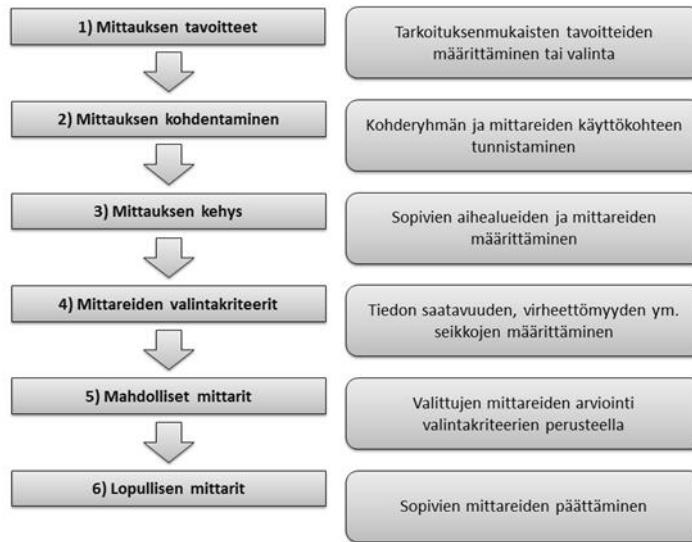 1) Mittauksen tavoitteet
Tarkoituksenmukaisten tavoitteiden
määrittäminen tai valinta
2) Mittauksen kohdentaminen
Kohderyhmän ja mittareiden käyttökohteen
tunnistaminen
3) Mittauksen kehys
Sopivien aihealueiden ja mittareiden
määrittäminen
4) Mittareiden valintakriteerit
Tiedon saatavuuden, virheettömyyden ym.
seikkojen määrittäminen
5) Mahdolliset mittarit
Valittujen mittareiden arviointi
valintakriteerien perusteella
6) Lopullisen mittarit
Sopivien mittareiden päättäminen